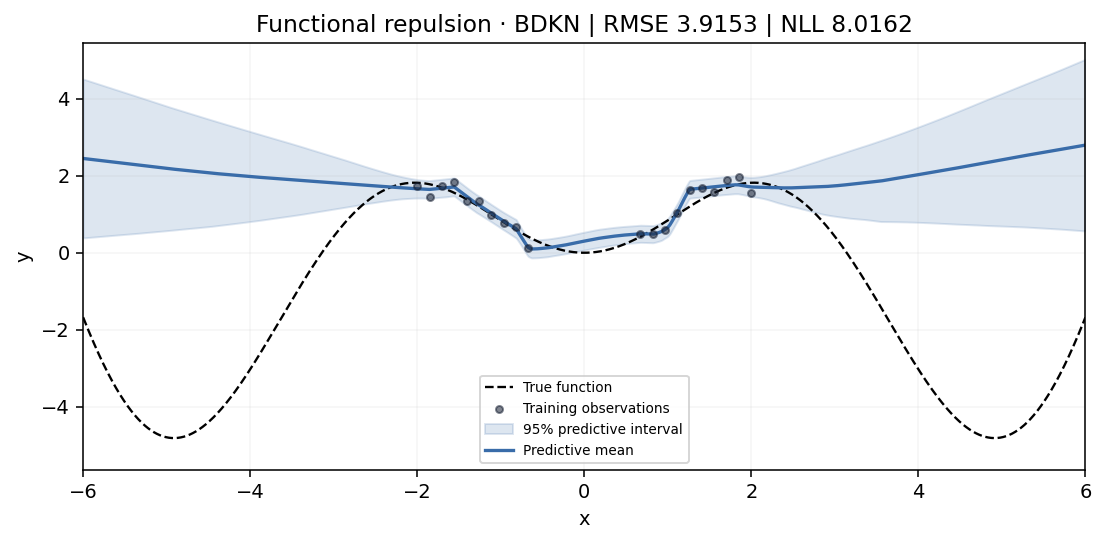 Functional repulsion · BDKN | RMSE 3.9153 | NLL 8.0162
y
4
2
0
−2
−4
True function
Training observations
95% predictive interval
Predictive mean
−6 −4 −2 0 2 4 6
x